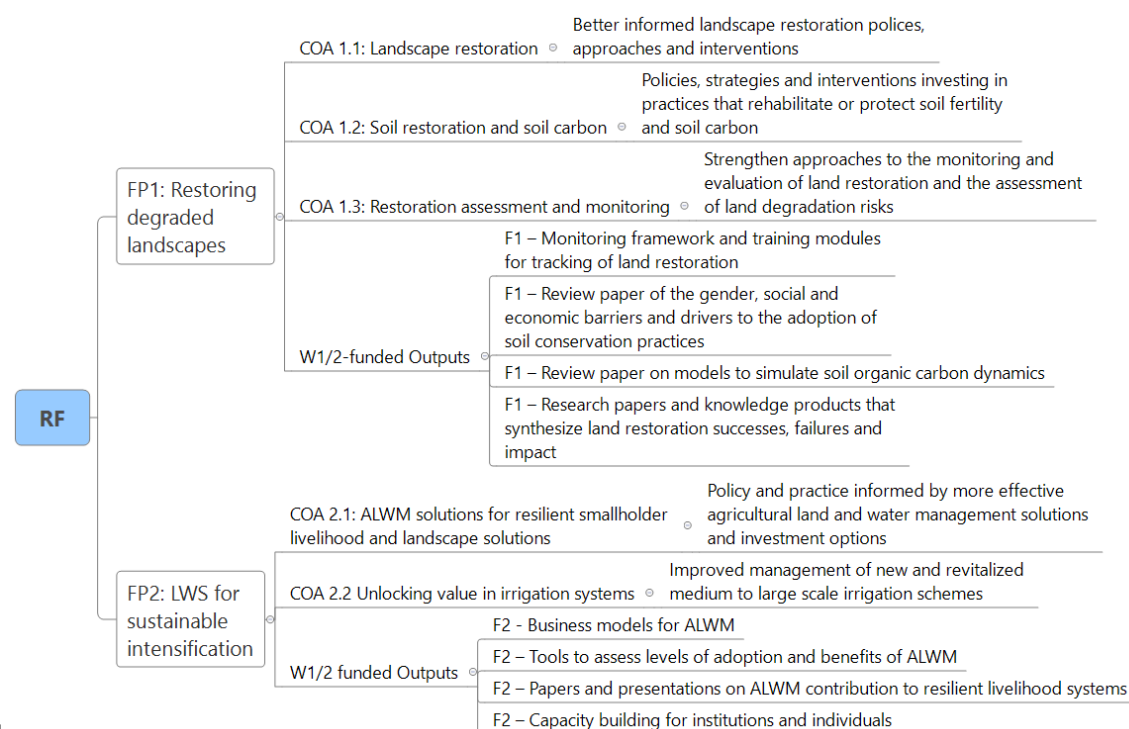 RF
FP1: Restoring
degraded
landscapes
COA 1.1: Landscape restoration
Better informed landscape restoration polices,
approaches and interventions
COA 1.2: Soil restoration and soil carbon
Policies, strategies and interventions investing in
practices that rehabilitate or protect soil fertility
and soil carbon
COA 1.3: Restoration assessment and monitoring
Strengthen approaches to the monitoring and
evaluation of land restoration and the assessment
of land degradation risks
W1/2-funded Outputs
F1 – Monitoring framework and training modules
for tracking of land restoration
F1 – Review paper of the gender, social and
economic barriers and drivers to the adoption of
soil conservation practices
F1 – Review paper on models to simulate soil organic carbon dynamics
F1 – Research papers and knowledge products that
synthesize land restoration successes, failures and
impact
FP2: LWS for
sustainable
intensification
COA 2.1: ALWM solutions for resilient smallholder
livelihood and landscape solutions
Policy and practice informed by more effective
agricultural land and water management solutions
and investment options
COA 2.2 Unlocking value in irrigation systems
Improved management of new and revitalized
medium to large scale irrigation schemes
W1/2 funded Outputs
F2 - Business models for ALWM
F2 – Tools to assess levels of adoption and benefits of ALWM
F2 – Papers and presentations on ALWM contribution to resilient livelihood systems
F2 – Capacity building for institutions and individuals